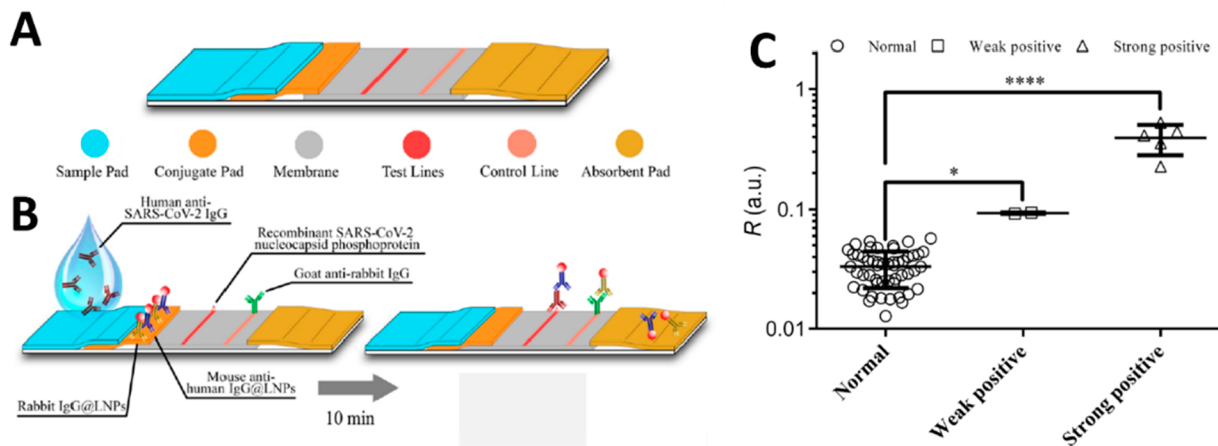 A
Sample Pad
Conjugate Pad
Membrane
Test Lines
Control Line
Absorbent Pad
B
Human anti-
SARS-CoV-2 IgG
Recombinant SARS-CoV-2
nucleocapsid phosphoprotein
Goat anti-rabbit IgG
Mouse anti-
human IgG@LNPs
Rabbit IgG@LNPs
10 min
C
Normal
Weak positive
Strong positive
****
*
R (a.u.)
1
0.1
0.01
Normal
Weak positive
Strong positive